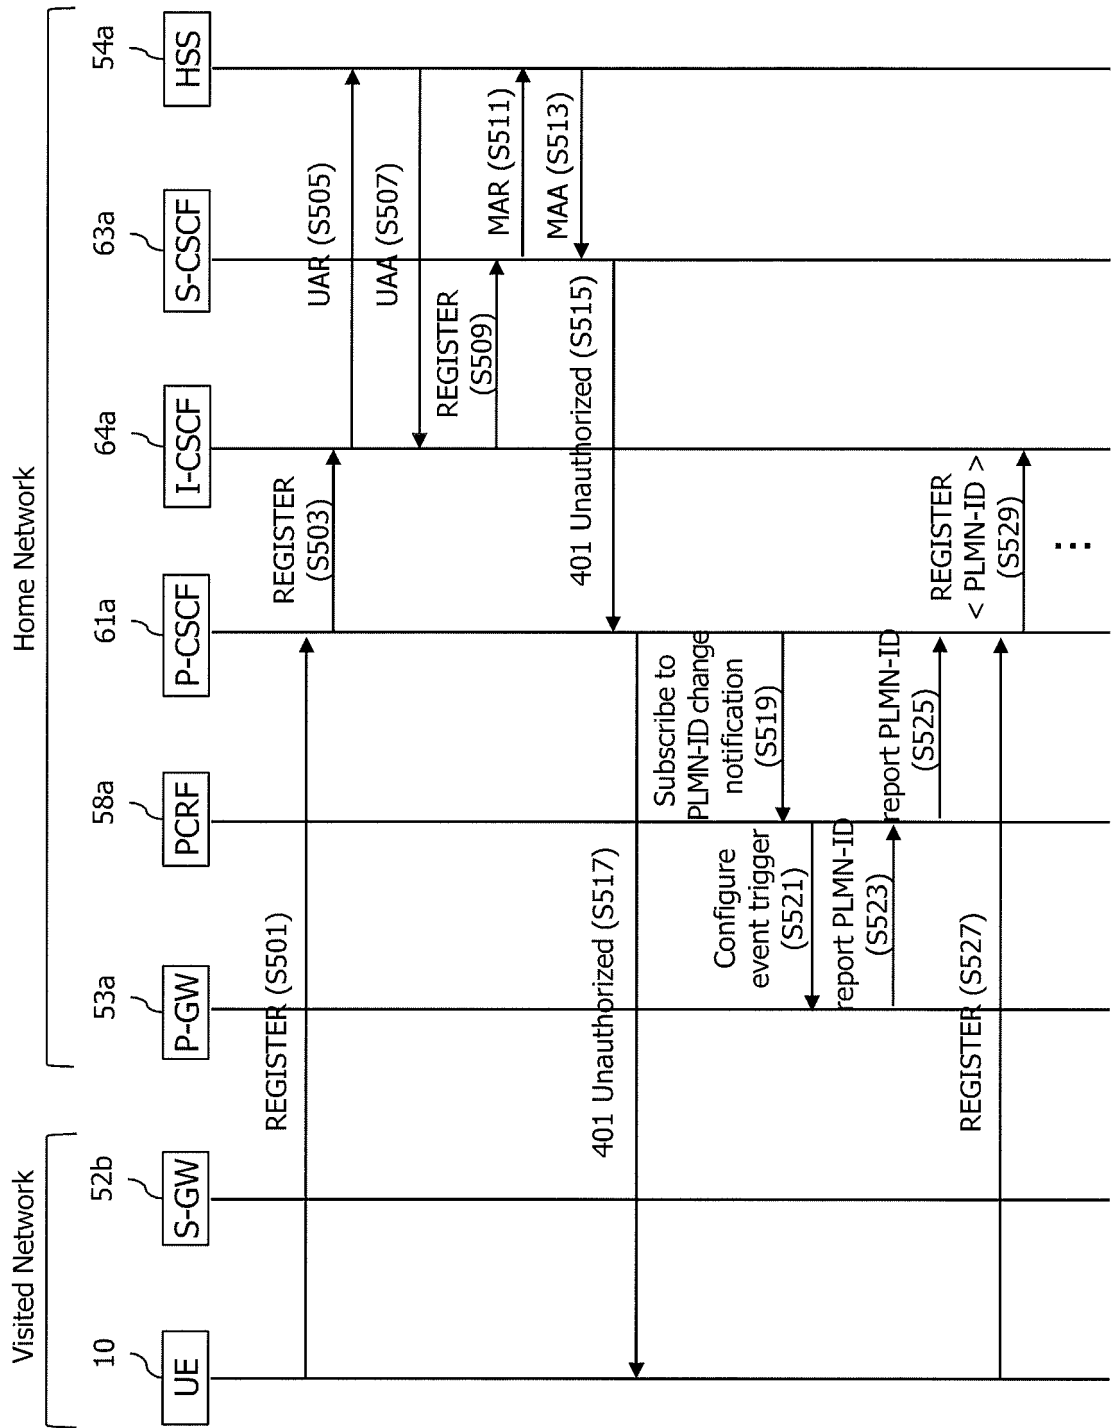 Visited Network
Home Network
10
52b
53a
58a
61a
64a
63a
54a
UE
S-GW
P-GW
PCRF
P-CSCF
I-CSCF
S-CSCF
HSS
REGISTER (S501)
REGISTER
(S503)
UAR (S505)
UAA (S507)
REGISTER
(S509)
MAR (S511)
MAA (S513)
401 Unauthorized (S515)
401 Unauthorized (S517)
Subscribe to
PLMN-ID change
notification
(S519)
Configure
event trigger
(S521)
report PLMN-ID
(S523)
report PLMN-ID
(S525)
REGISTER (S527)
REGISTER
< PLMN-ID >
(S529)
...